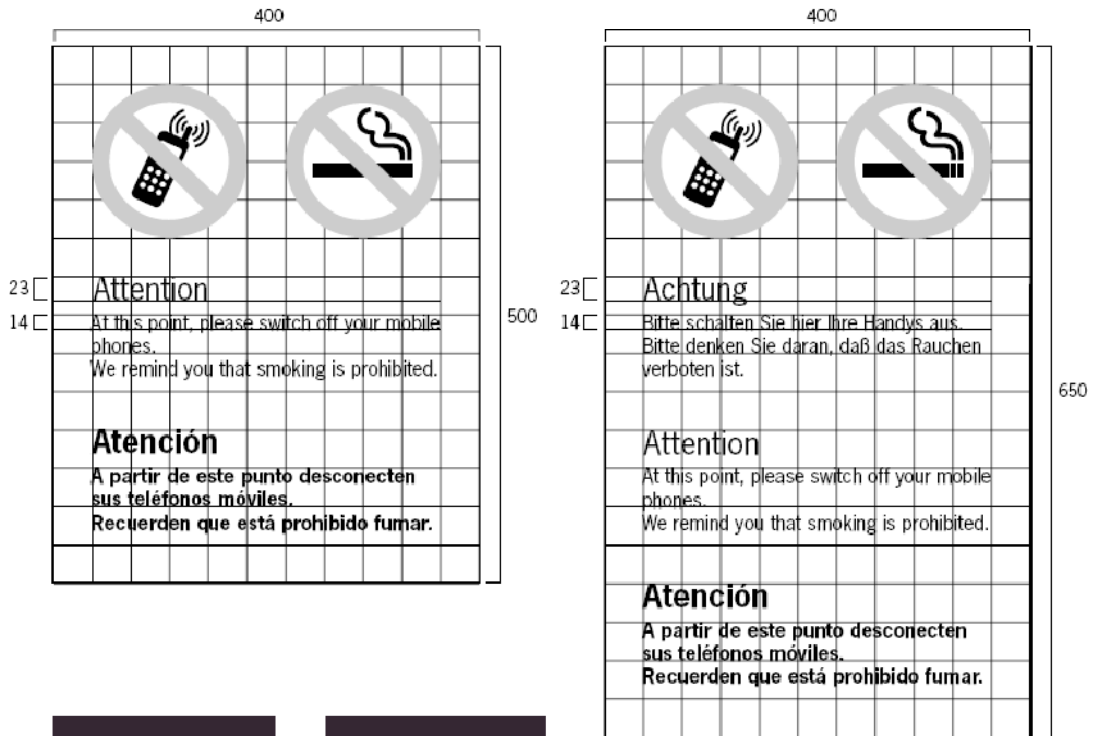 400
Attention
At this point, please switch off your mobile
phones.
We remind you that smoking is prohibited.
Atención
A partir de este punto desconecten
sus teléfonos móviles.
Recuerden que está prohibido fumar.
23
14
500
400
Achtung
Bitte schalten Sie hier Ihre Handys aus.
Bitte denken Sie daran, daß das Rauchen
verboten ist.
Attention
At this point, please switch off your mobile
phones.
We remind you that smoking is prohibited.
Atención
A partir de este punto desconecten
sus teléfonos móviles.
Recuerden que está prohibido fumar.
23
14
650